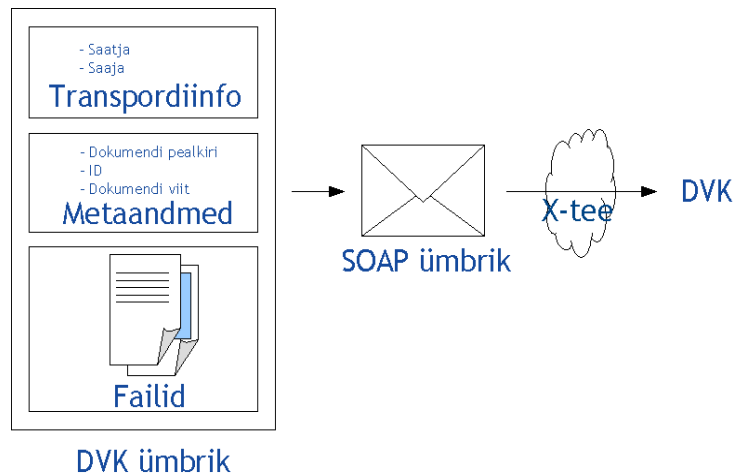 - Saatja
- Saaja
Transpordiinfo
- Dokumendi pealkiri
- ID
- Dokumendi viit
Metaandmed
Failid
DVK ümbrik
SOAP ümbrik
X-tee
DVK